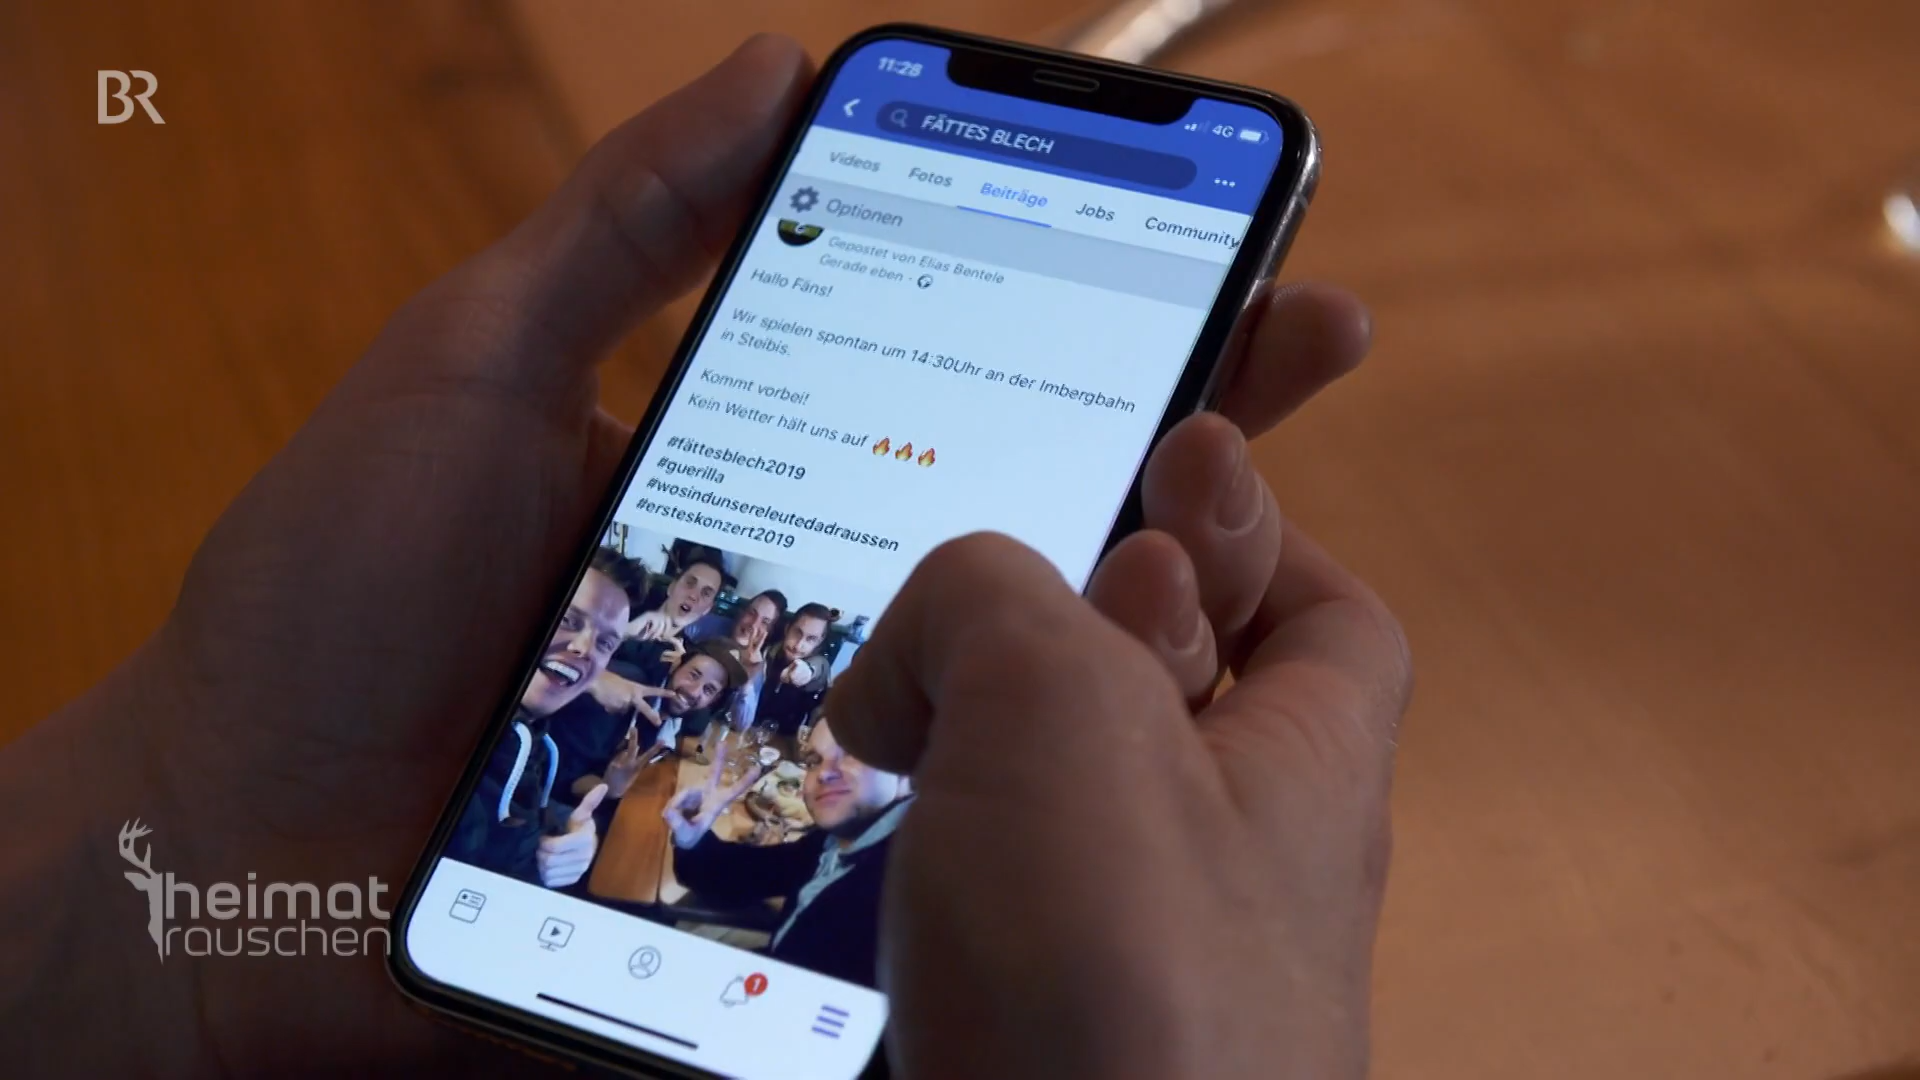 BR
11:28
4G
FÄTTES BLECH
Videos Fotos Beiträge Jobs Community
Optionen
Gepostet von Elias Bentele
Gerade eben ·
Hallo Fäns!
Wir spielen spontan um 14:30Uhr an der Imbergbahn
in Steibis.
Kommt vorbei!
Kein Wetter hält uns auf 🔥🔥🔥
#fättesblech2019
#guerilla
#wosindunsereleutedadraussen
#ersteskonzert2019
1
heimat
rauschen